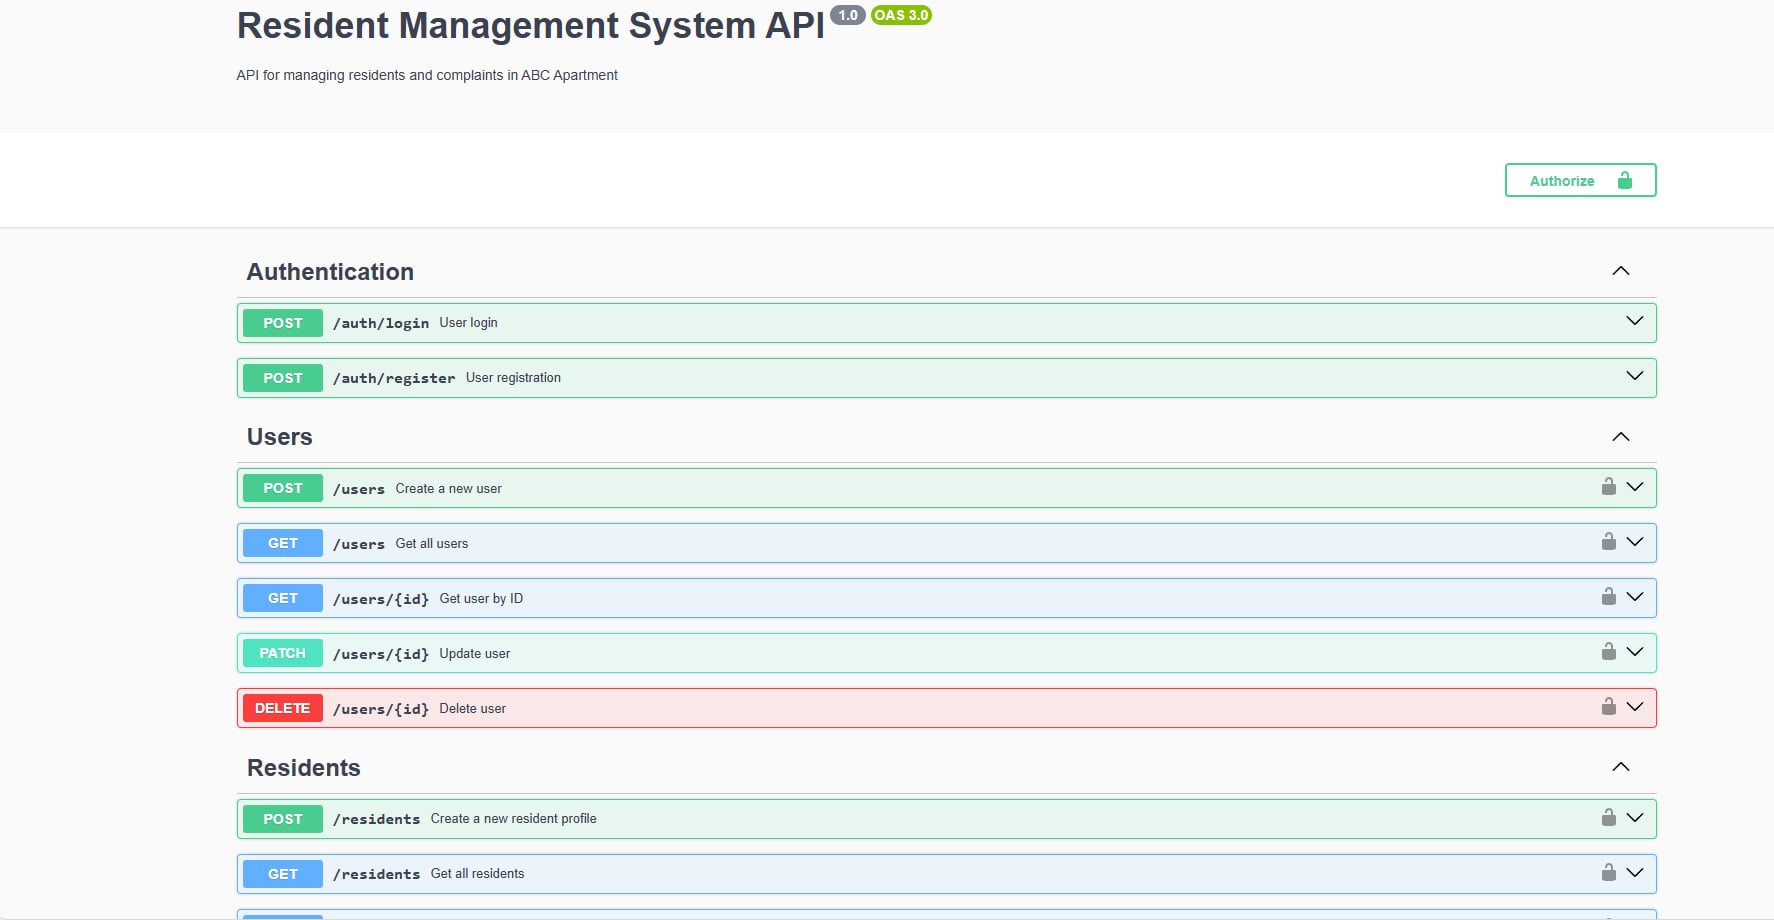 Resident Management System API 1.0 OAS 3.0
API for managing residents and complaints in ABC Apartment
Authorize
Authentication
POST /auth/login User login
POST /auth/register User registration
Users
POST /users Create a new user
GET /users Get all users
GET /users/{id} Get user by ID
PATCH /users/{id} Update user
DELETE /users/{id} Delete user
Residents
POST /residents Create a new resident profile
GET /residents Get all residents